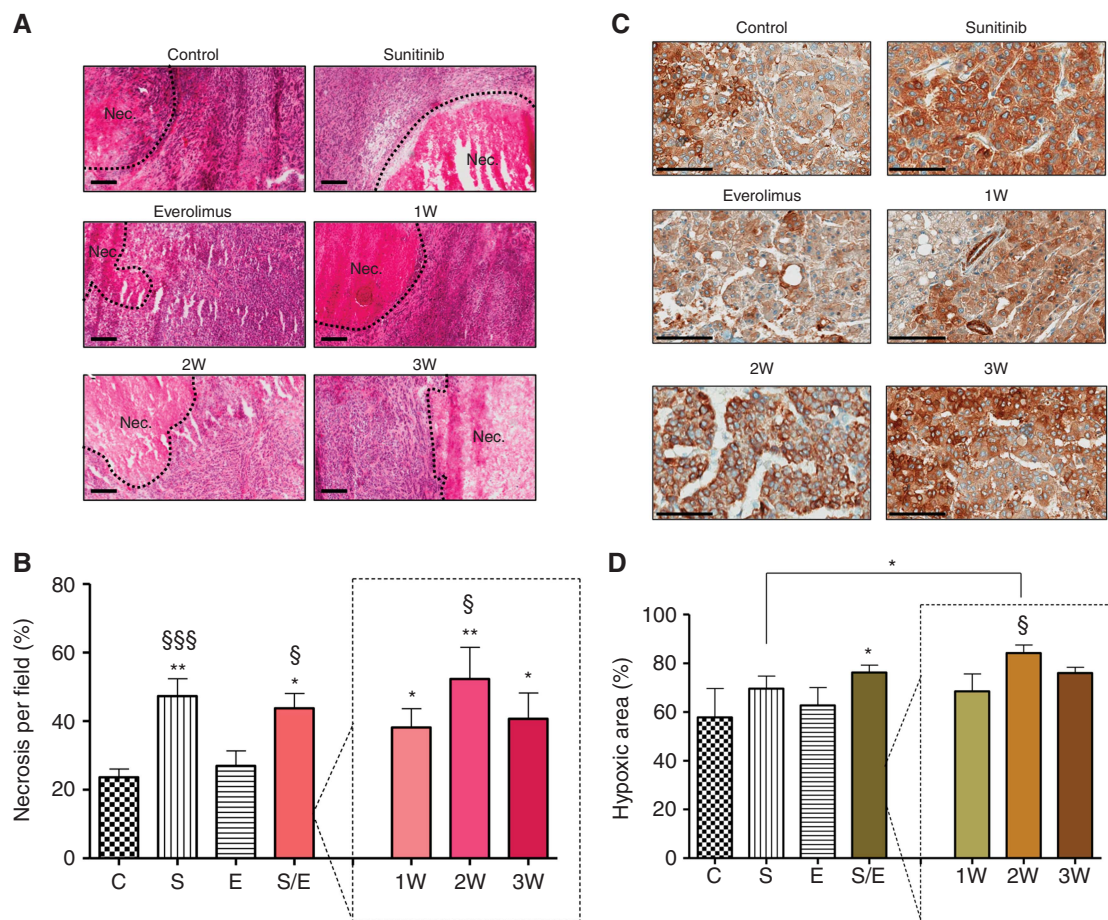 A
Control
Sunitinib
Nec.
Nec.
Everolimus
1W
Nec.
Nec.
2W
3W
Nec.
Nec.
C
Control
Sunitinib
Everolimus
1W
2W
3W
B
Necrosis per field (%)
80
60
40
20
0
§§§
**
§
*
*
§
**
*
C S E S/E 1W 2W 3W
D
Hypoxic area (%)
100
80
60
40
20
0
*
*
§
C S E S/E 1W 2W 3W